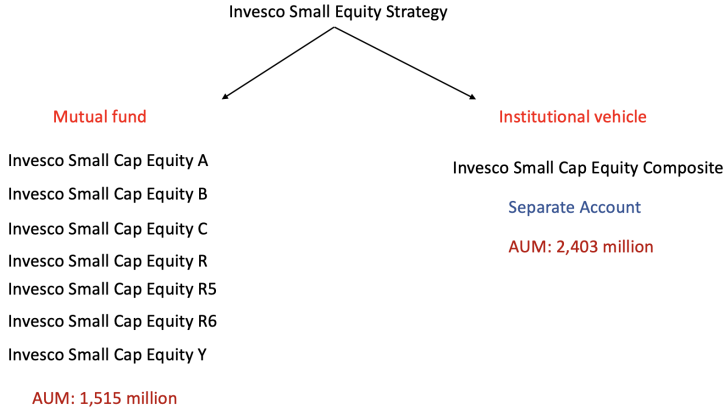 Invesco Small Equity Strategy
Mutual fund
Invesco Small Cap Equity A
Invesco Small Cap Equity B
Invesco Small Cap Equity C
Invesco Small Cap Equity R
Invesco Small Cap Equity R5
Invesco Small Cap Equity R6
Invesco Small Cap Equity Y
AUM: 1,515 million
Institutional vehicle
Invesco Small Cap Equity Composite
Separate Account
AUM: 2,403 million